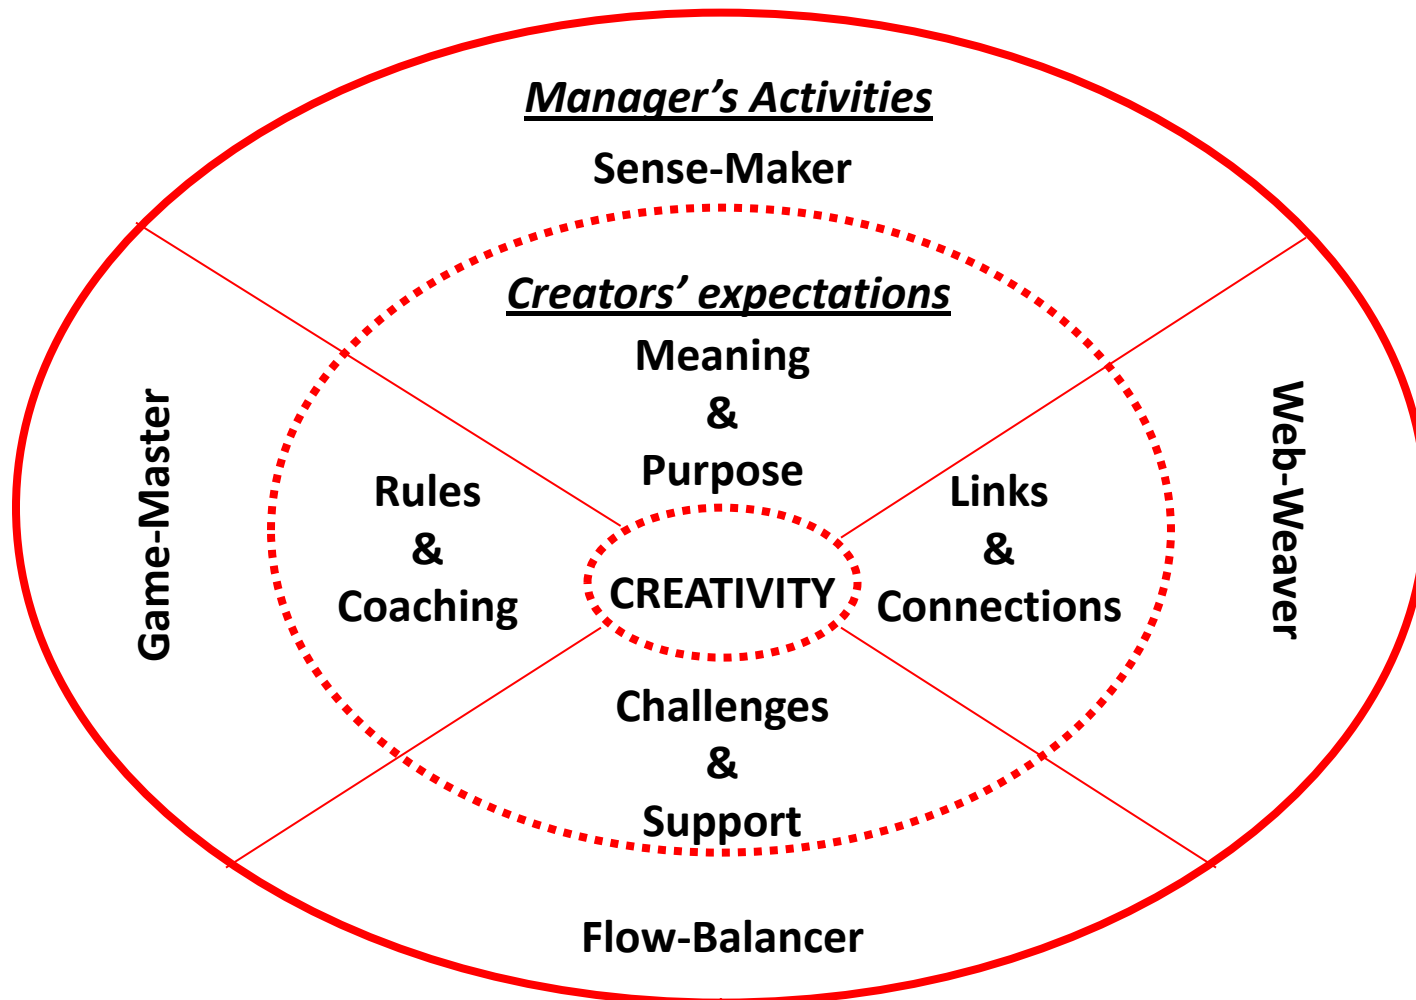 Manager’s Activities
Sense-Maker
Creators’ expectations
Meaning
&
Purpose
Game-Master
Rules
&
Coaching
CREATIVITY
Links
&
Connections
Web-Weaver
Challenges
&
Support
Flow-Balancer